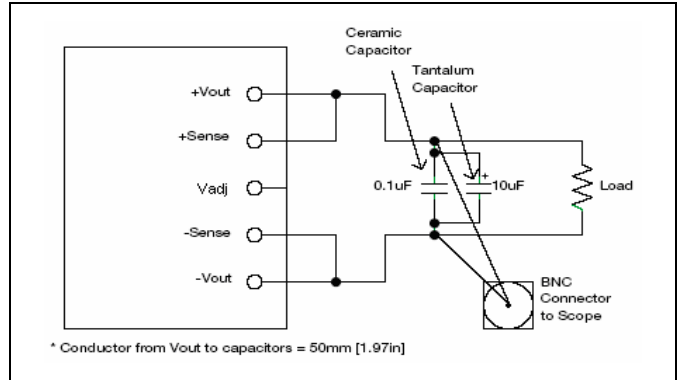 Ceramic
Capacitor
Tantalum
Capacitor
+Vout
+Sense
Vadj
-Sense
-Vout
0.1uF
+
10uF
Load
BNC
Connector
to Scope
* Conductor from Vout to capacitors = 50mm [1.97in]